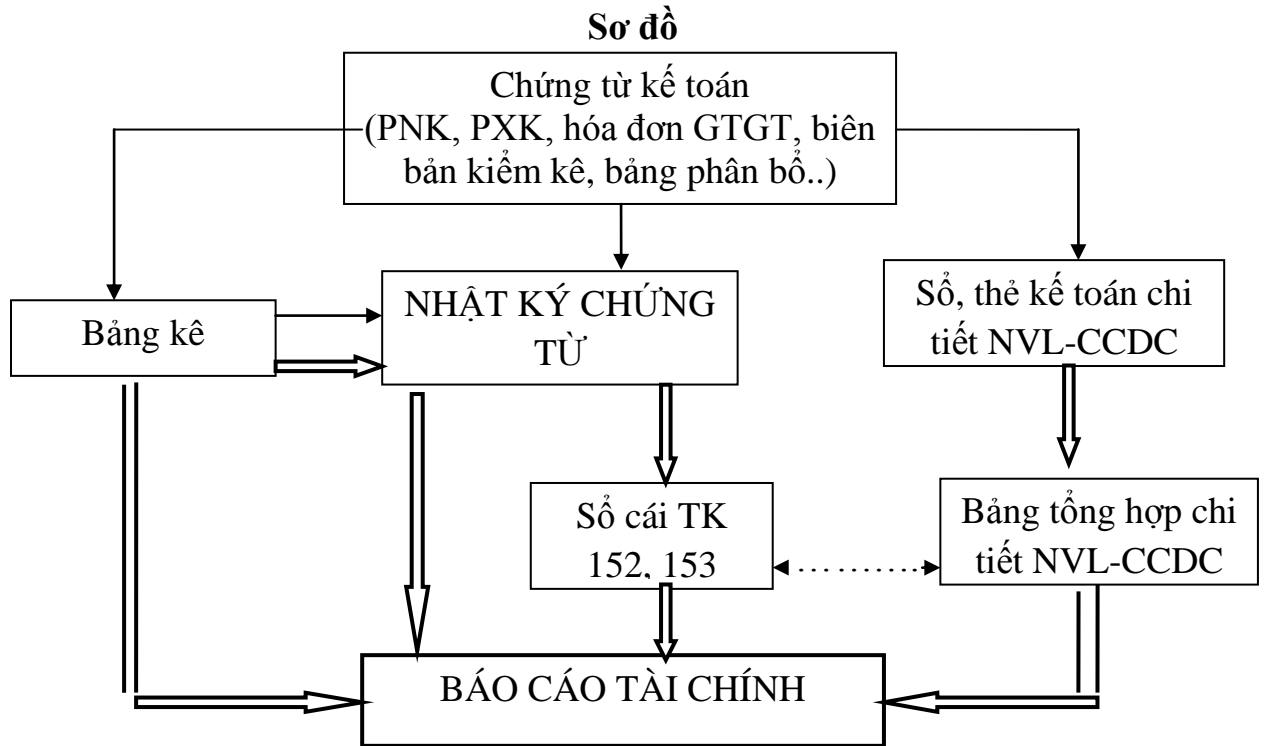 Sơ đồ
Chứng từ kế toán
(PNK, PXK, hóa đơn GTGT, biên
bản kiểm kê, bảng phân bổ..)
Bảng kê
NHẬT KÝ CHỨNG
TỪ
Sổ, thẻ kế toán chi
tiết NVL-CCDC
Sổ cái TK
152, 153
Bảng tổng hợp chi
tiết NVL-CCDC
BÁO CÁO TÀI CHÍNH